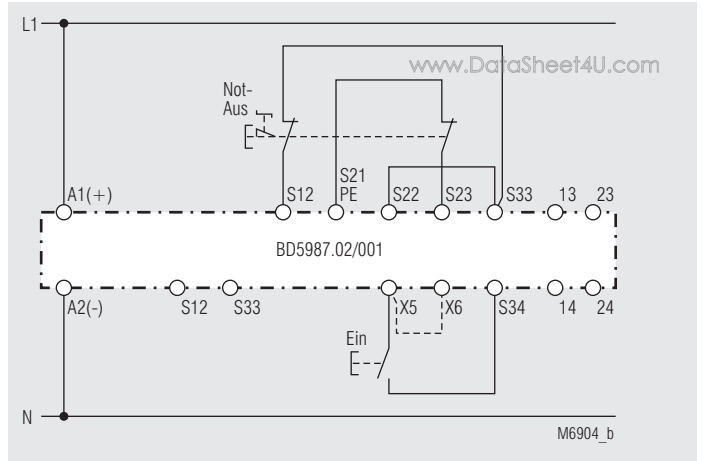 L1
www.DataSheet4U.com
Not-
Aus
A1(+)
S12
S21
PE
S22
S23
S33
13
23
BD5987.02/001
A2(-)
S12
S33
X5
X6
S34
14
24
Ein
N
M6904_b